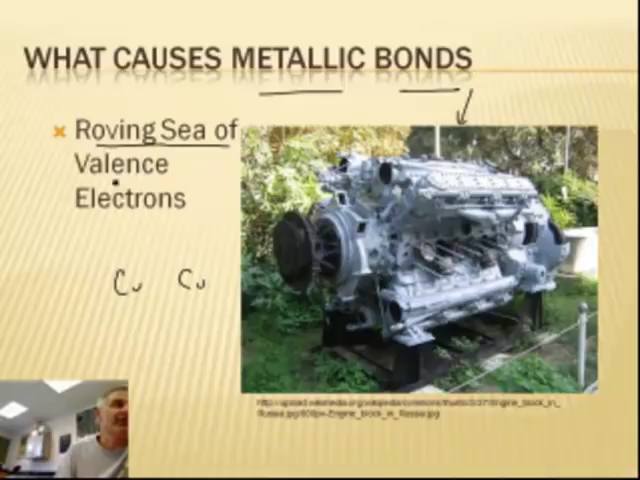 WHAT CAUSES METALLIC BONDS
Roving Sea of
Valence
Electrons
Cu Cu